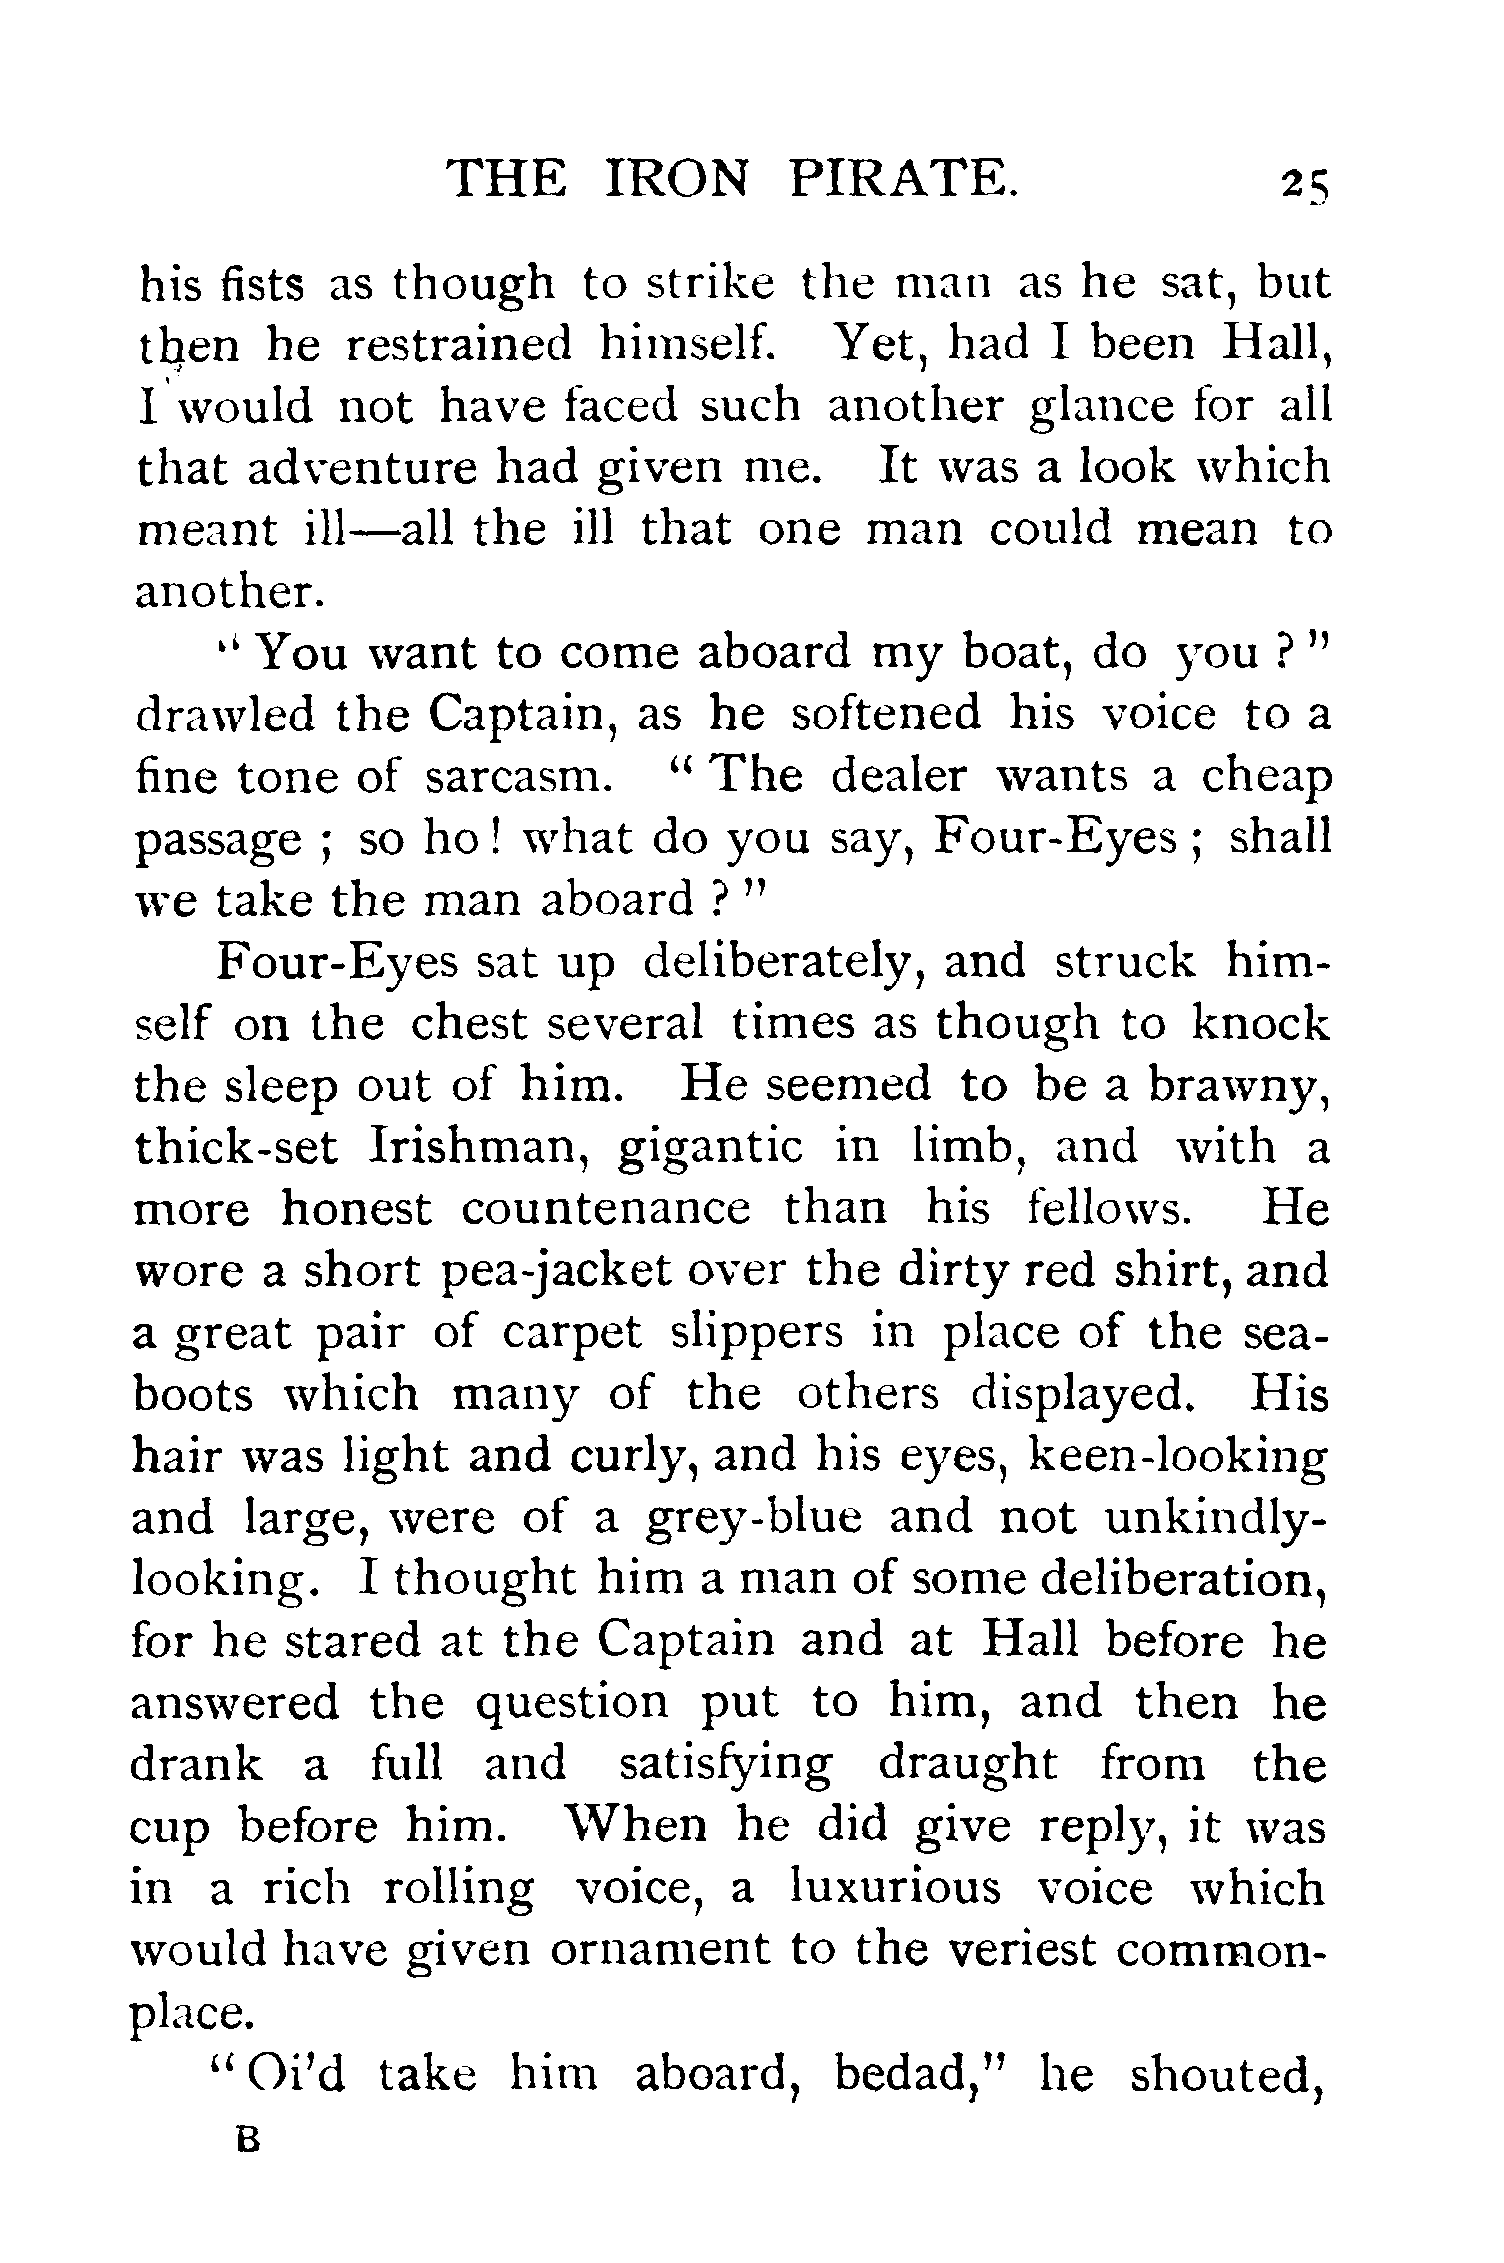 THE IRON PIRATE. 25
his fists as though to strike the man as he sat, but
then he restrained himself. Yet, had I been Hall,
I would not have faced such another glance for all
that adventure had given me. It was a look which
meant ill—all the ill that one man could mean to
another.
“ You want to come aboard my boat, do you ? ”
drawled the Captain, as he softened his voice to a
fine tone of sarcasm. “ The dealer wants a cheap
passage ; so ho ! what do you say, Four-Eyes ; shall
we take the man aboard ? ”
Four-Eyes sat up deliberately, and struck him-
self on the chest several times as though to knock
the sleep out of him. He seemed to be a brawny,
thick-set Irishman, gigantic in limb, and with a
more honest countenance than his fellows. He
wore a short pea-jacket over the dirty red shirt, and
a great pair of carpet slippers in place of the sea-
boots which many of the others displayed. His
hair was light and curly, and his eyes, keen-looking
and large, were of a grey-blue and not unkindly-
looking. I thought him a man of some deliberation,
for he stared at the Captain and at Hall before he
answered the question put to him, and then he
drank a full and satisfying draught from the
cup before him. When he did give reply, it was
in a rich rolling voice, a luxurious voice which
would have given ornament to the veriest common-
place.
“ Oi’d take him aboard, bedad,” he shouted,
B